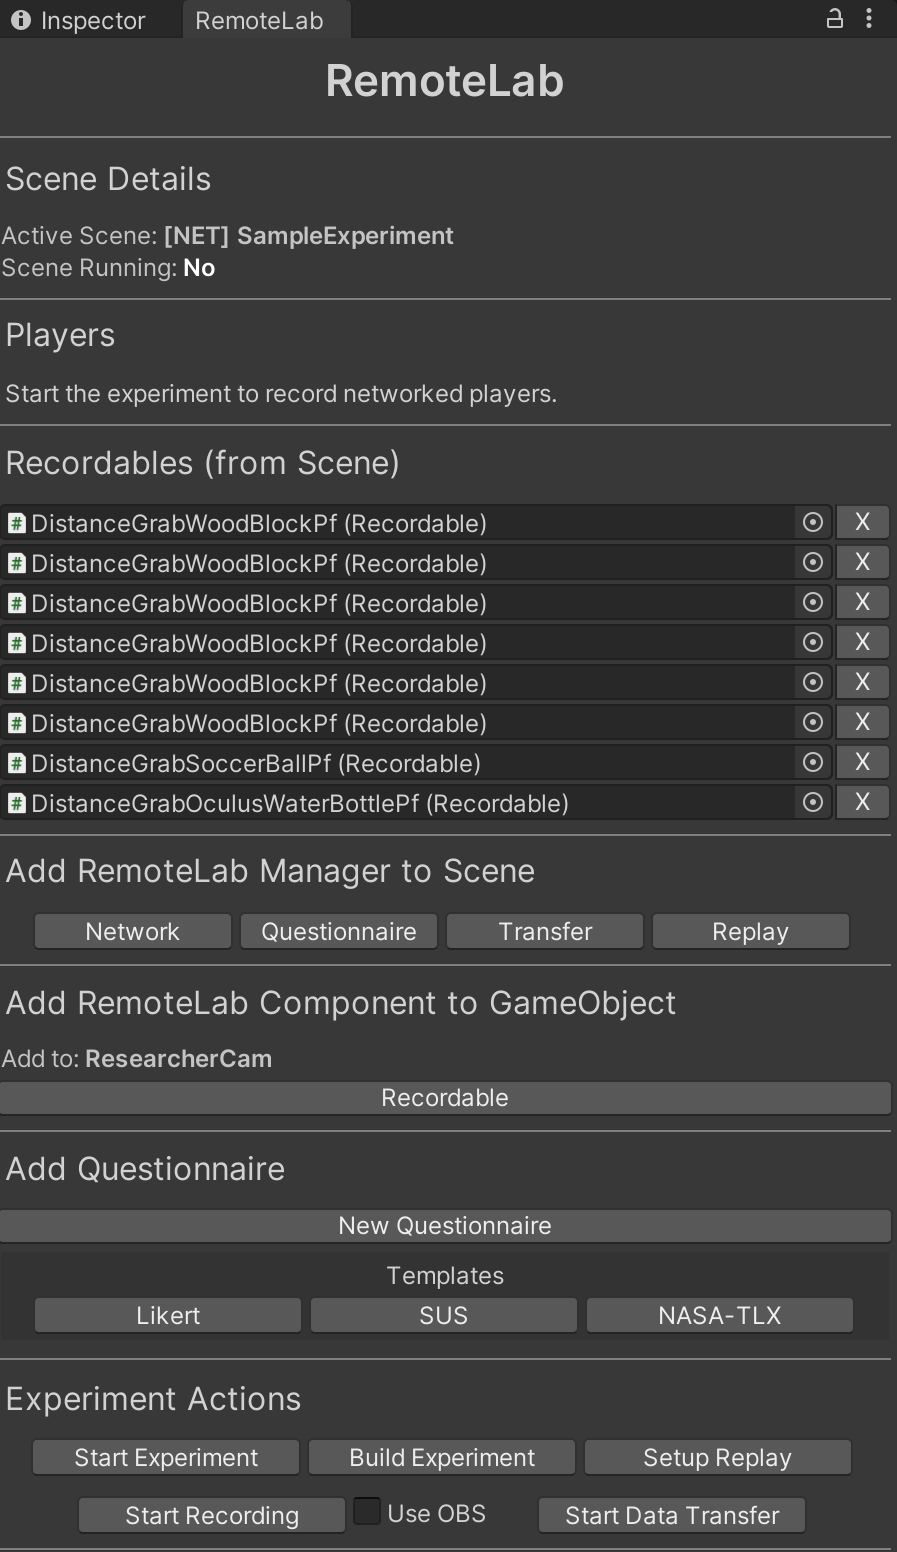 Inspector RemoteLab
RemoteLab
Scene Details
Active Scene: [NET] SampleExperiment
Scene Running: No
Players
Start the experiment to record networked players.
Recordables (from Scene)
# DistanceGrabWoodBlockPf (Recordable) X
# DistanceGrabWoodBlockPf (Recordable) X
# DistanceGrabWoodBlockPf (Recordable) X
# DistanceGrabWoodBlockPf (Recordable) X
# DistanceGrabWoodBlockPf (Recordable) X
# DistanceGrabWoodBlockPf (Recordable) X
# DistanceGrabSoccerBallPf (Recordable) X
# DistanceGrabOculusWaterBottlePf (Recordable) X
Add RemoteLab Manager to Scene
Network Questionnaire Transfer Replay
Add RemoteLab Component to GameObject
Add to: ResearcherCam
Recordable
Add Questionnaire
New Questionnaire
Templates
Likert SUS NASA-TLX
Experiment Actions
Start Experiment Build Experiment Setup Replay
Start Recording Use OBS Start Data Transfer